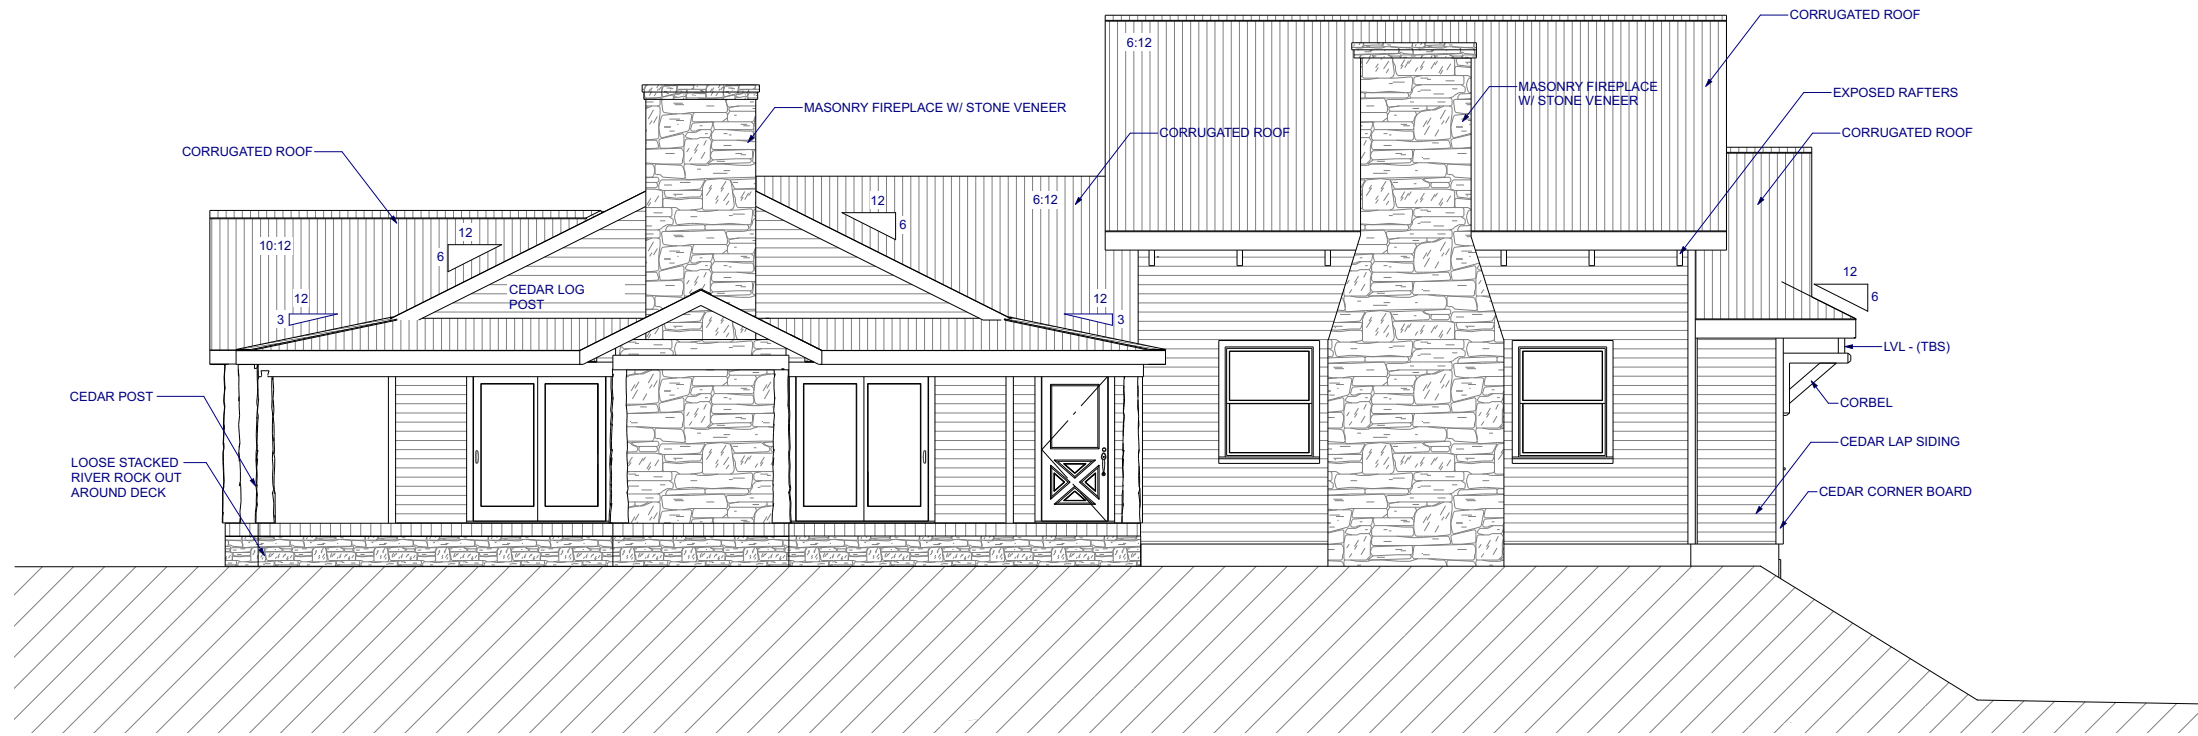 CORRUGATED ROOF
6:12
MASONRY FIREPLACE
W/ STONE VENEER
EXPOSED RAFTERS
MASONRY FIREPLACE W/ STONE VENEER
CORRUGATED ROOF
CORRUGATED ROOF
CORRUGATED ROOF
12
6
6:12
12
6
10:12
12
6
CEDAR LOG
POST
12
3
12
3
LVL - (TBS)
CEDAR POST
CORBEL
CEDAR LAP SIDING
LOOSE STACKED
RIVER ROCK OUT
AROUND DECK
CEDAR CORNER BOARD